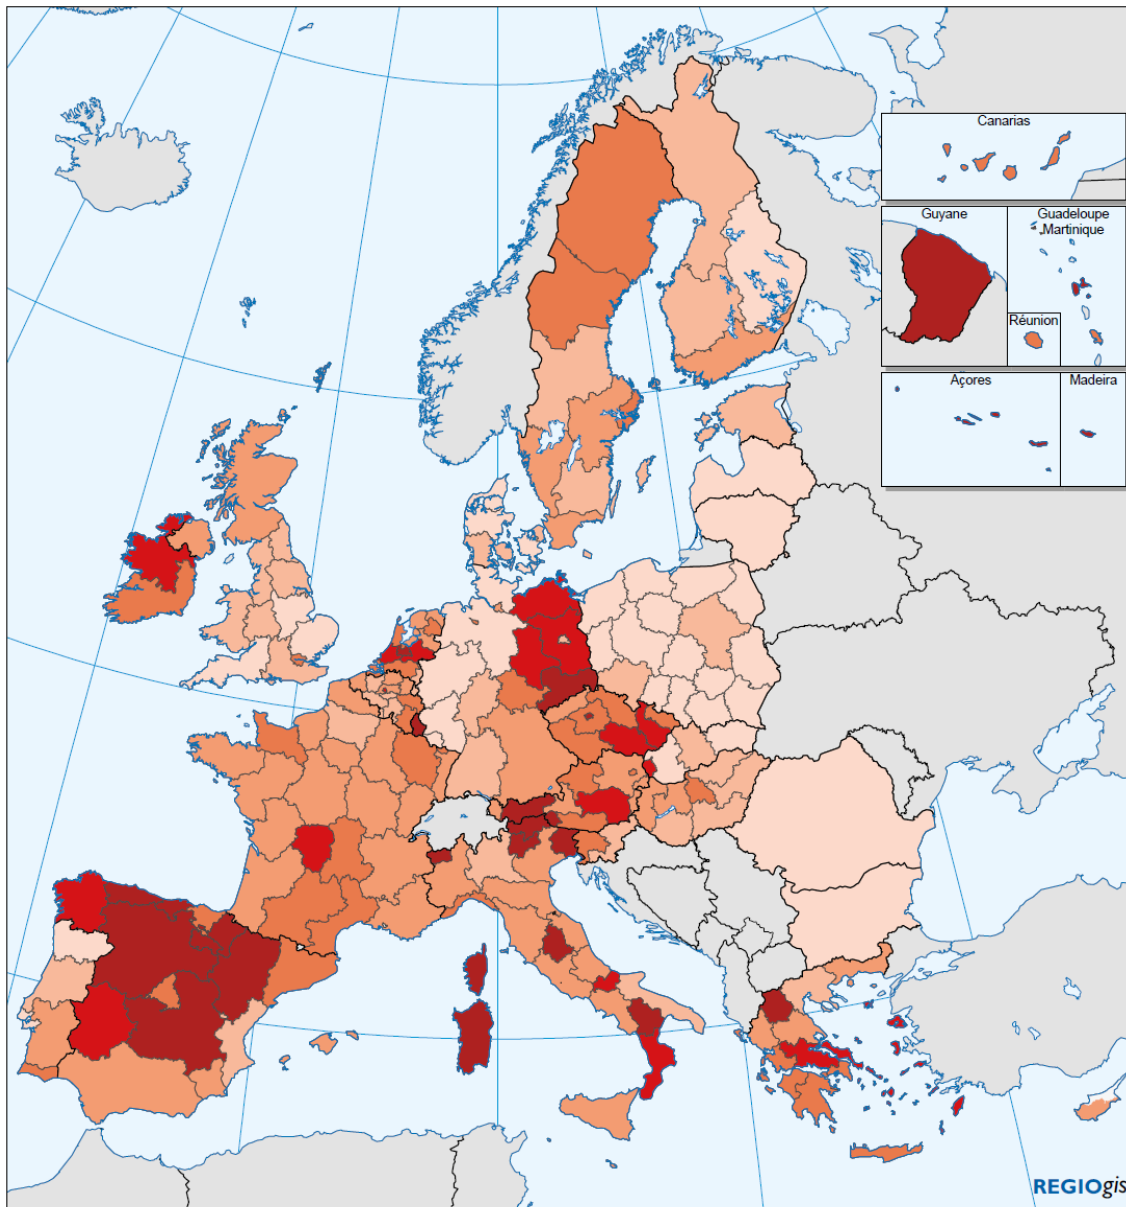 Canarias
Guyane
Guadeloupe
Martinique
Réunion
Açores
Madeira
REGIOgis